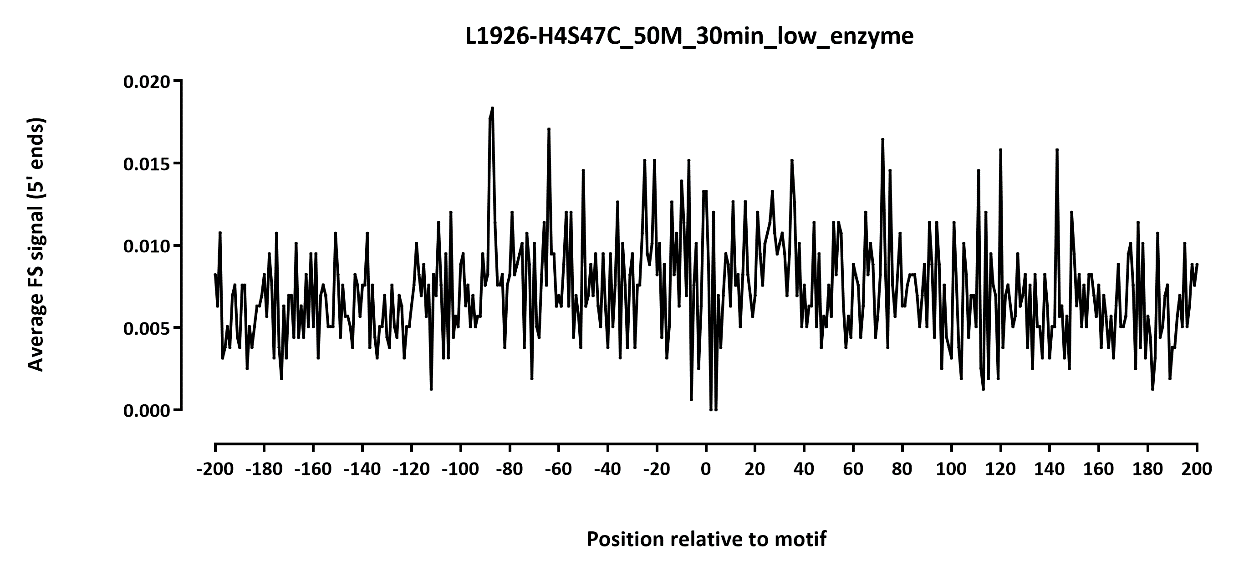 L1926-H4S47C_50M_30min_low_enzyme
Average FS signal (5' ends)
0.020
0.015
0.010
0.005
0.000
-200 -180 -160 -140 -120 -100 -80 -60 -40 -20 0 20 40 60 80 100 120 140 160 180 200
Position relative to motif